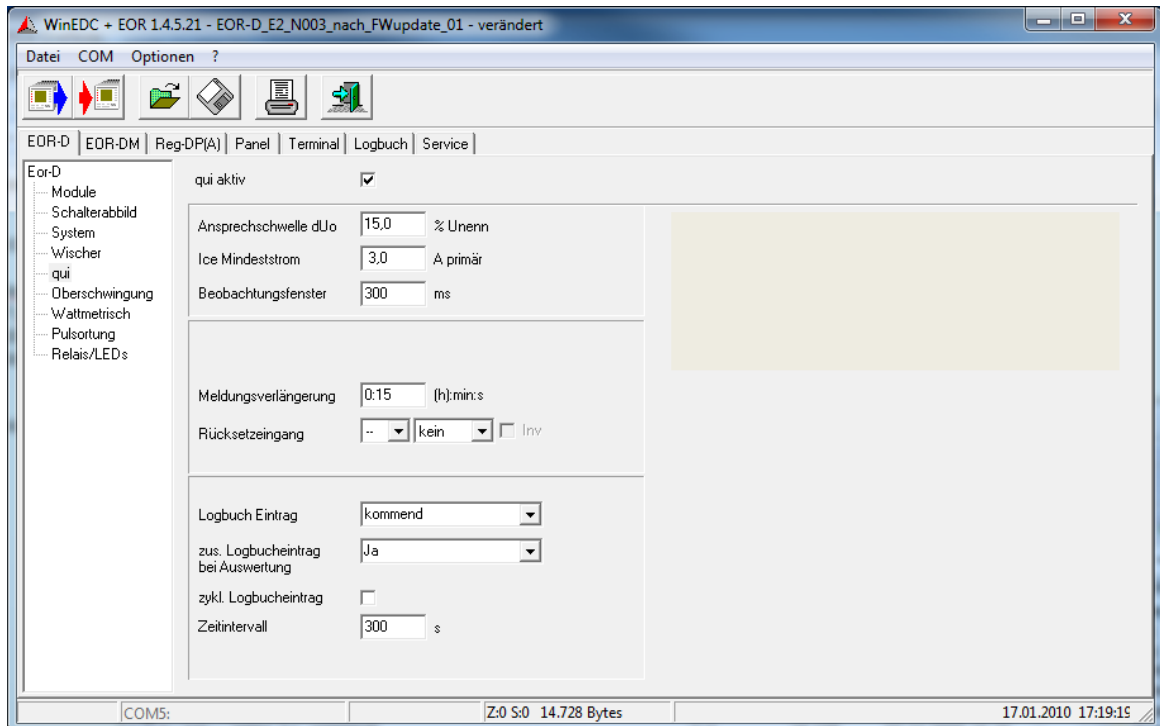 WinEDC + EOR 1.4.5.21 - EOR-D_E2_N003_nach_FWupdate_01 - verändert
Datei COM Optionen ?
EOR-D EOR-DM Reg-DP(A) Panel Terminal Logbuch Service
Eor-D
Module
Schalterabbild
System
Wischer
qui
Oberschwingung
Wattmetrisch
Pulsortung
Relais/LEDs
qui aktiv
Ansprechschwelle dUo 15,0 % Unenn
Ice Mindeststrom 3,0 A primär
Beobachtungsfenster 300 ms
Meldungsverlängerung 0:15 (h):min:s
Rücksetzeingang -- kein Inv
Logbuch Eintrag kommend
zus. Logbucheintrag Ja
bei Auswertung
zykl. Logbucheintrag
Zeitintervall 300 s
COM5: Z:0 S:0 14.728 Bytes 17.01.2010 17:19:19